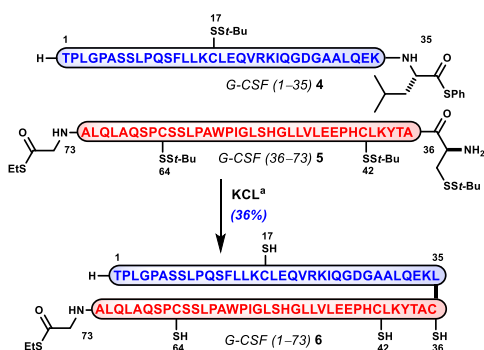 17
SSt-Bu
1
H TPLGPASSLPQSFLLKCLEQVRKIQGDGAALQEK NH 35
O
SPh
G-CSF (1–35) 4
O
HN ALQLAQSPCSSLPAWPIGLSHGLLVLEEPHCLKYTA O
EtS 73 SSt-Bu SSt-Bu 36 NH2
64 G-CSF (36–73) 5 42 SSt-Bu
KCLa
(36%)
SH
17
1 35
H TPLGPASSLPQSFLLKCLEQVRKIQGDGAALQEKL
O
HN ALQLAQSPCSSLPAWPIGLSHGLLVLEEPHCLKYTAC
EtS 73 SH SH SH
64 G-CSF (1–73) 6 42 36